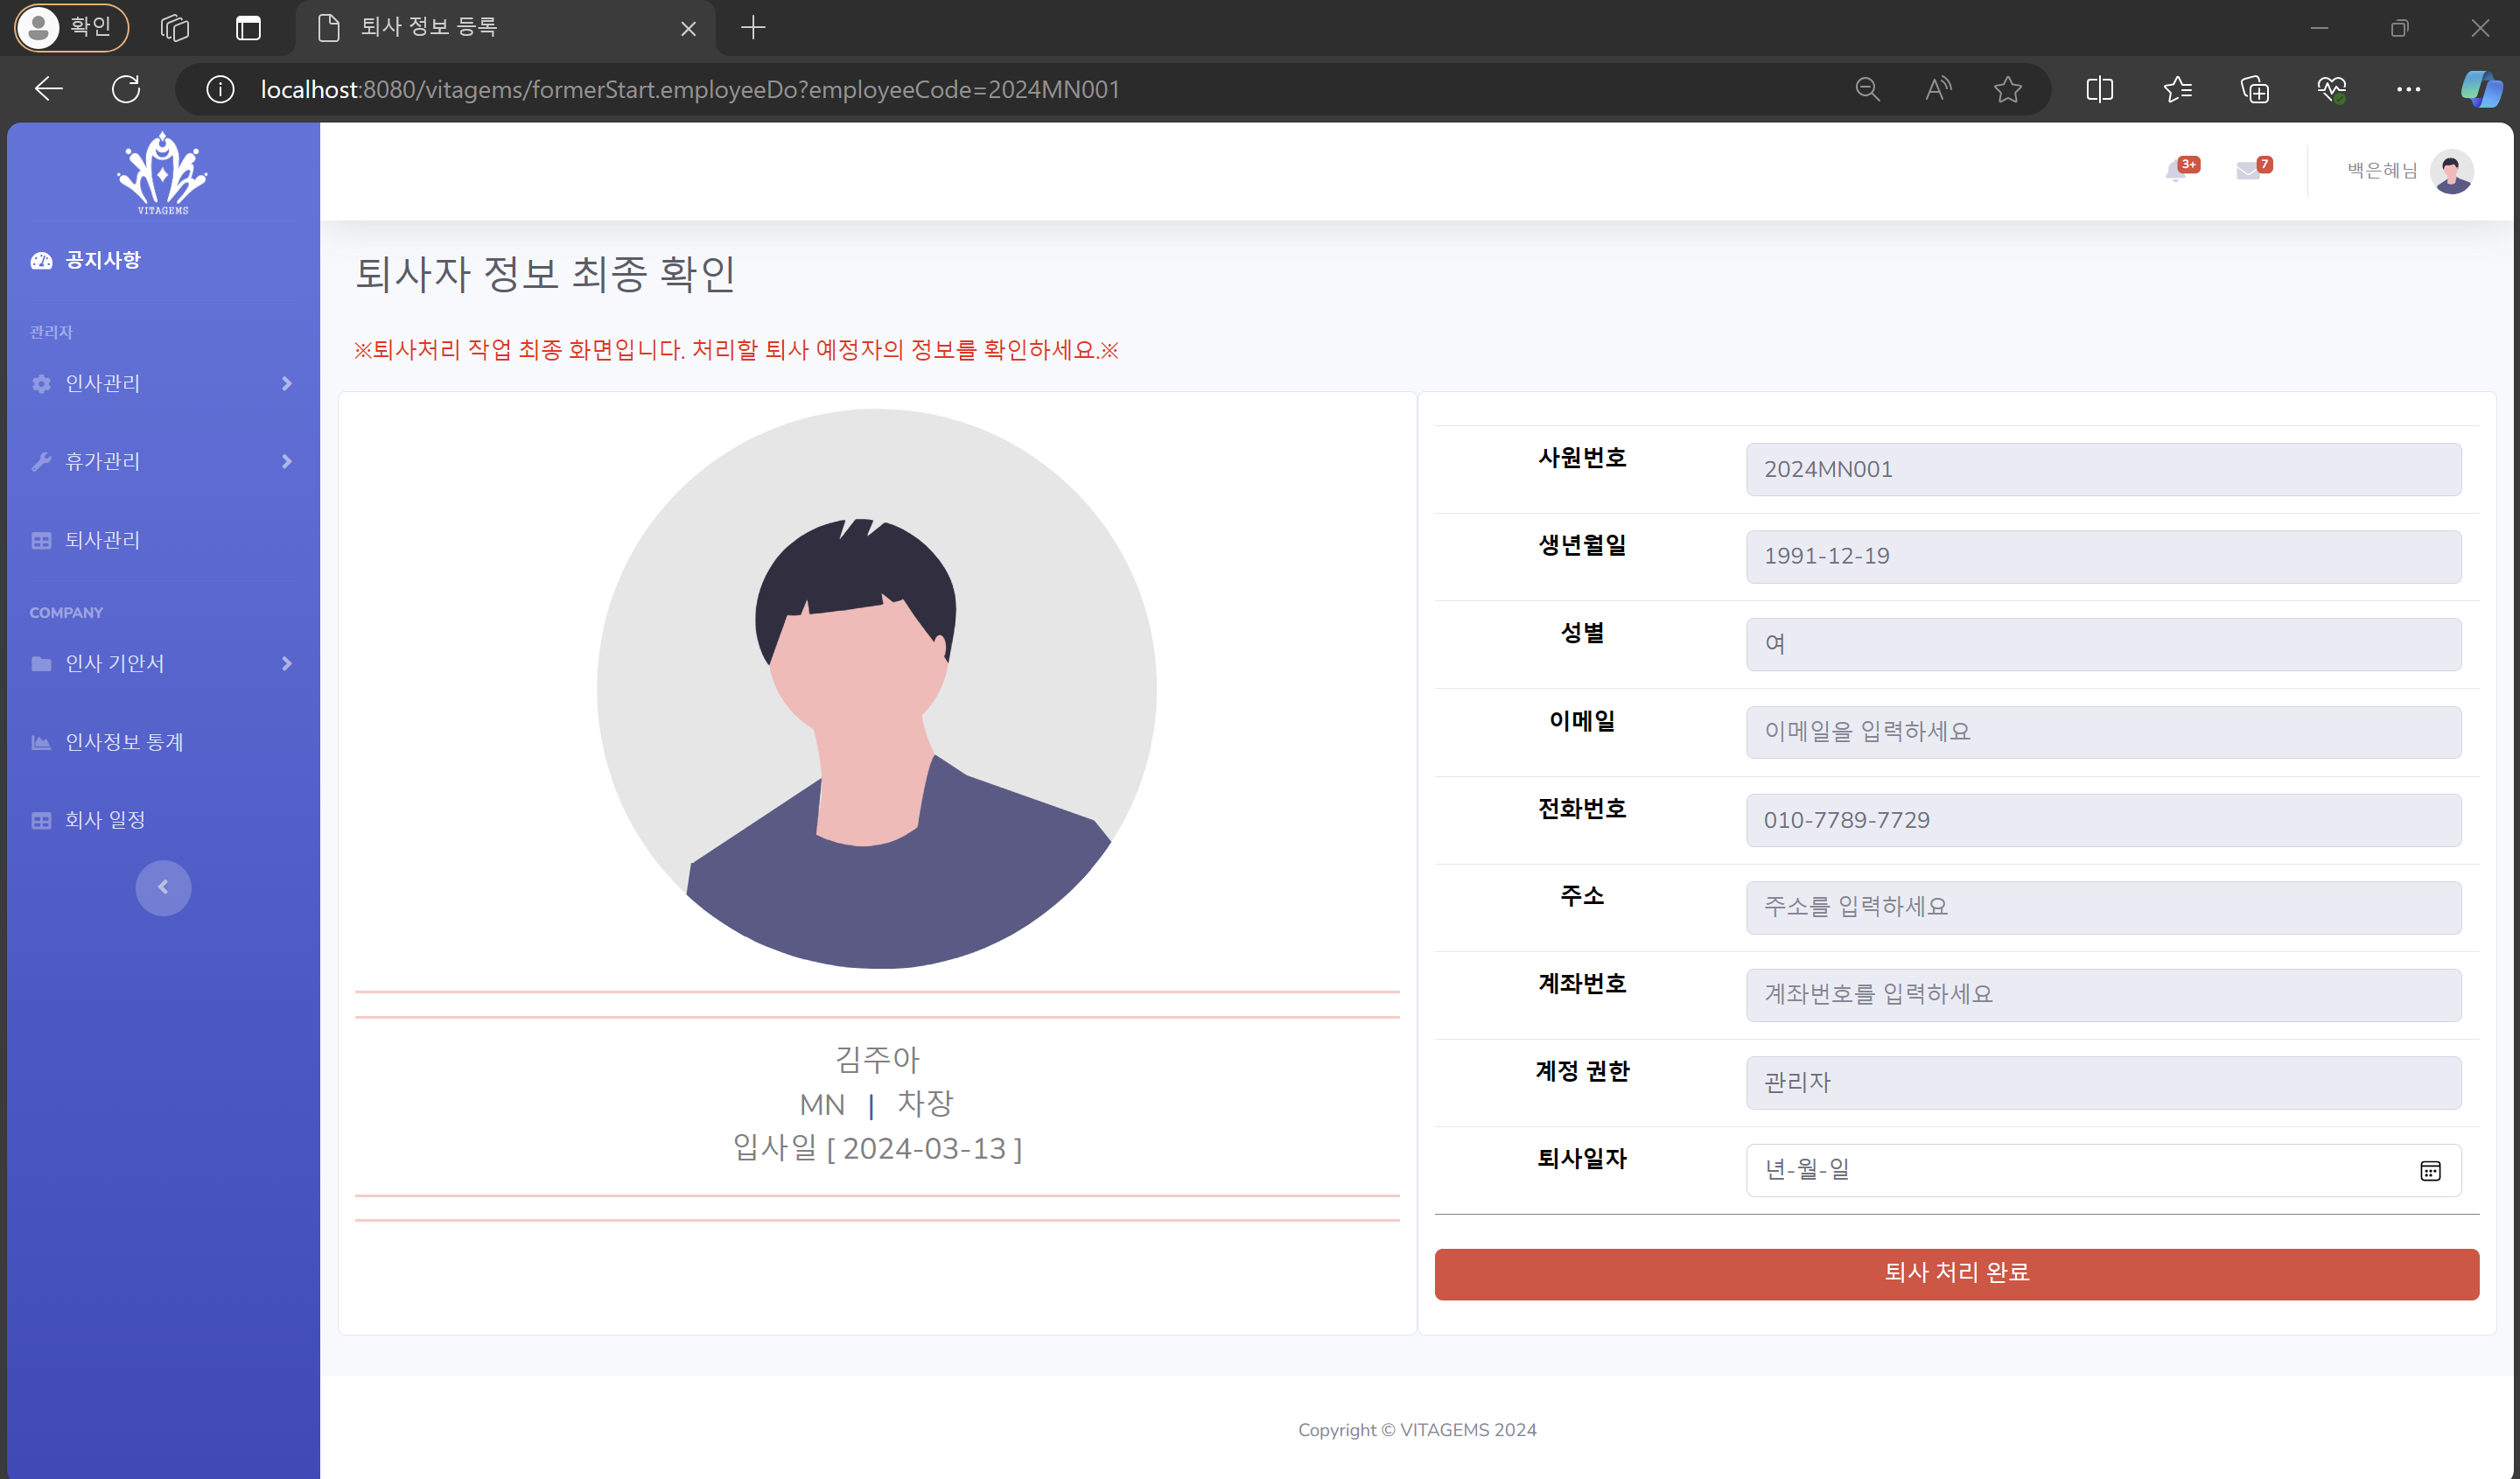 확인
퇴사 정보 등록
localhost:8080/vitagems/formerStart.employeeDo?employeeCode=2024MN001
VITAGEMS
3+
7
백은혜님
공지사항
관리자
인사관리
휴가관리
퇴사관리
COMPANY
인사 기안서
인사정보 통계
회사 일정
퇴사자 정보 최종 확인
※퇴사처리 작업 최종 화면입니다. 처리할 퇴사 예정자의 정보를 확인하세요.※
김주아
MN | 차장
입사일 [ 2024-03-13 ]
사원번호 2024MN001
생년월일 1991-12-19
성별 여
이메일 이메일을 입력하세요
전화번호 010-7789-7729
주소 주소를 입력하세요
계좌번호 계좌번호를 입력하세요
계정 권한 관리자
퇴사일자 년-월-일
퇴사 처리 완료
Copyright © VITAGEMS 2024